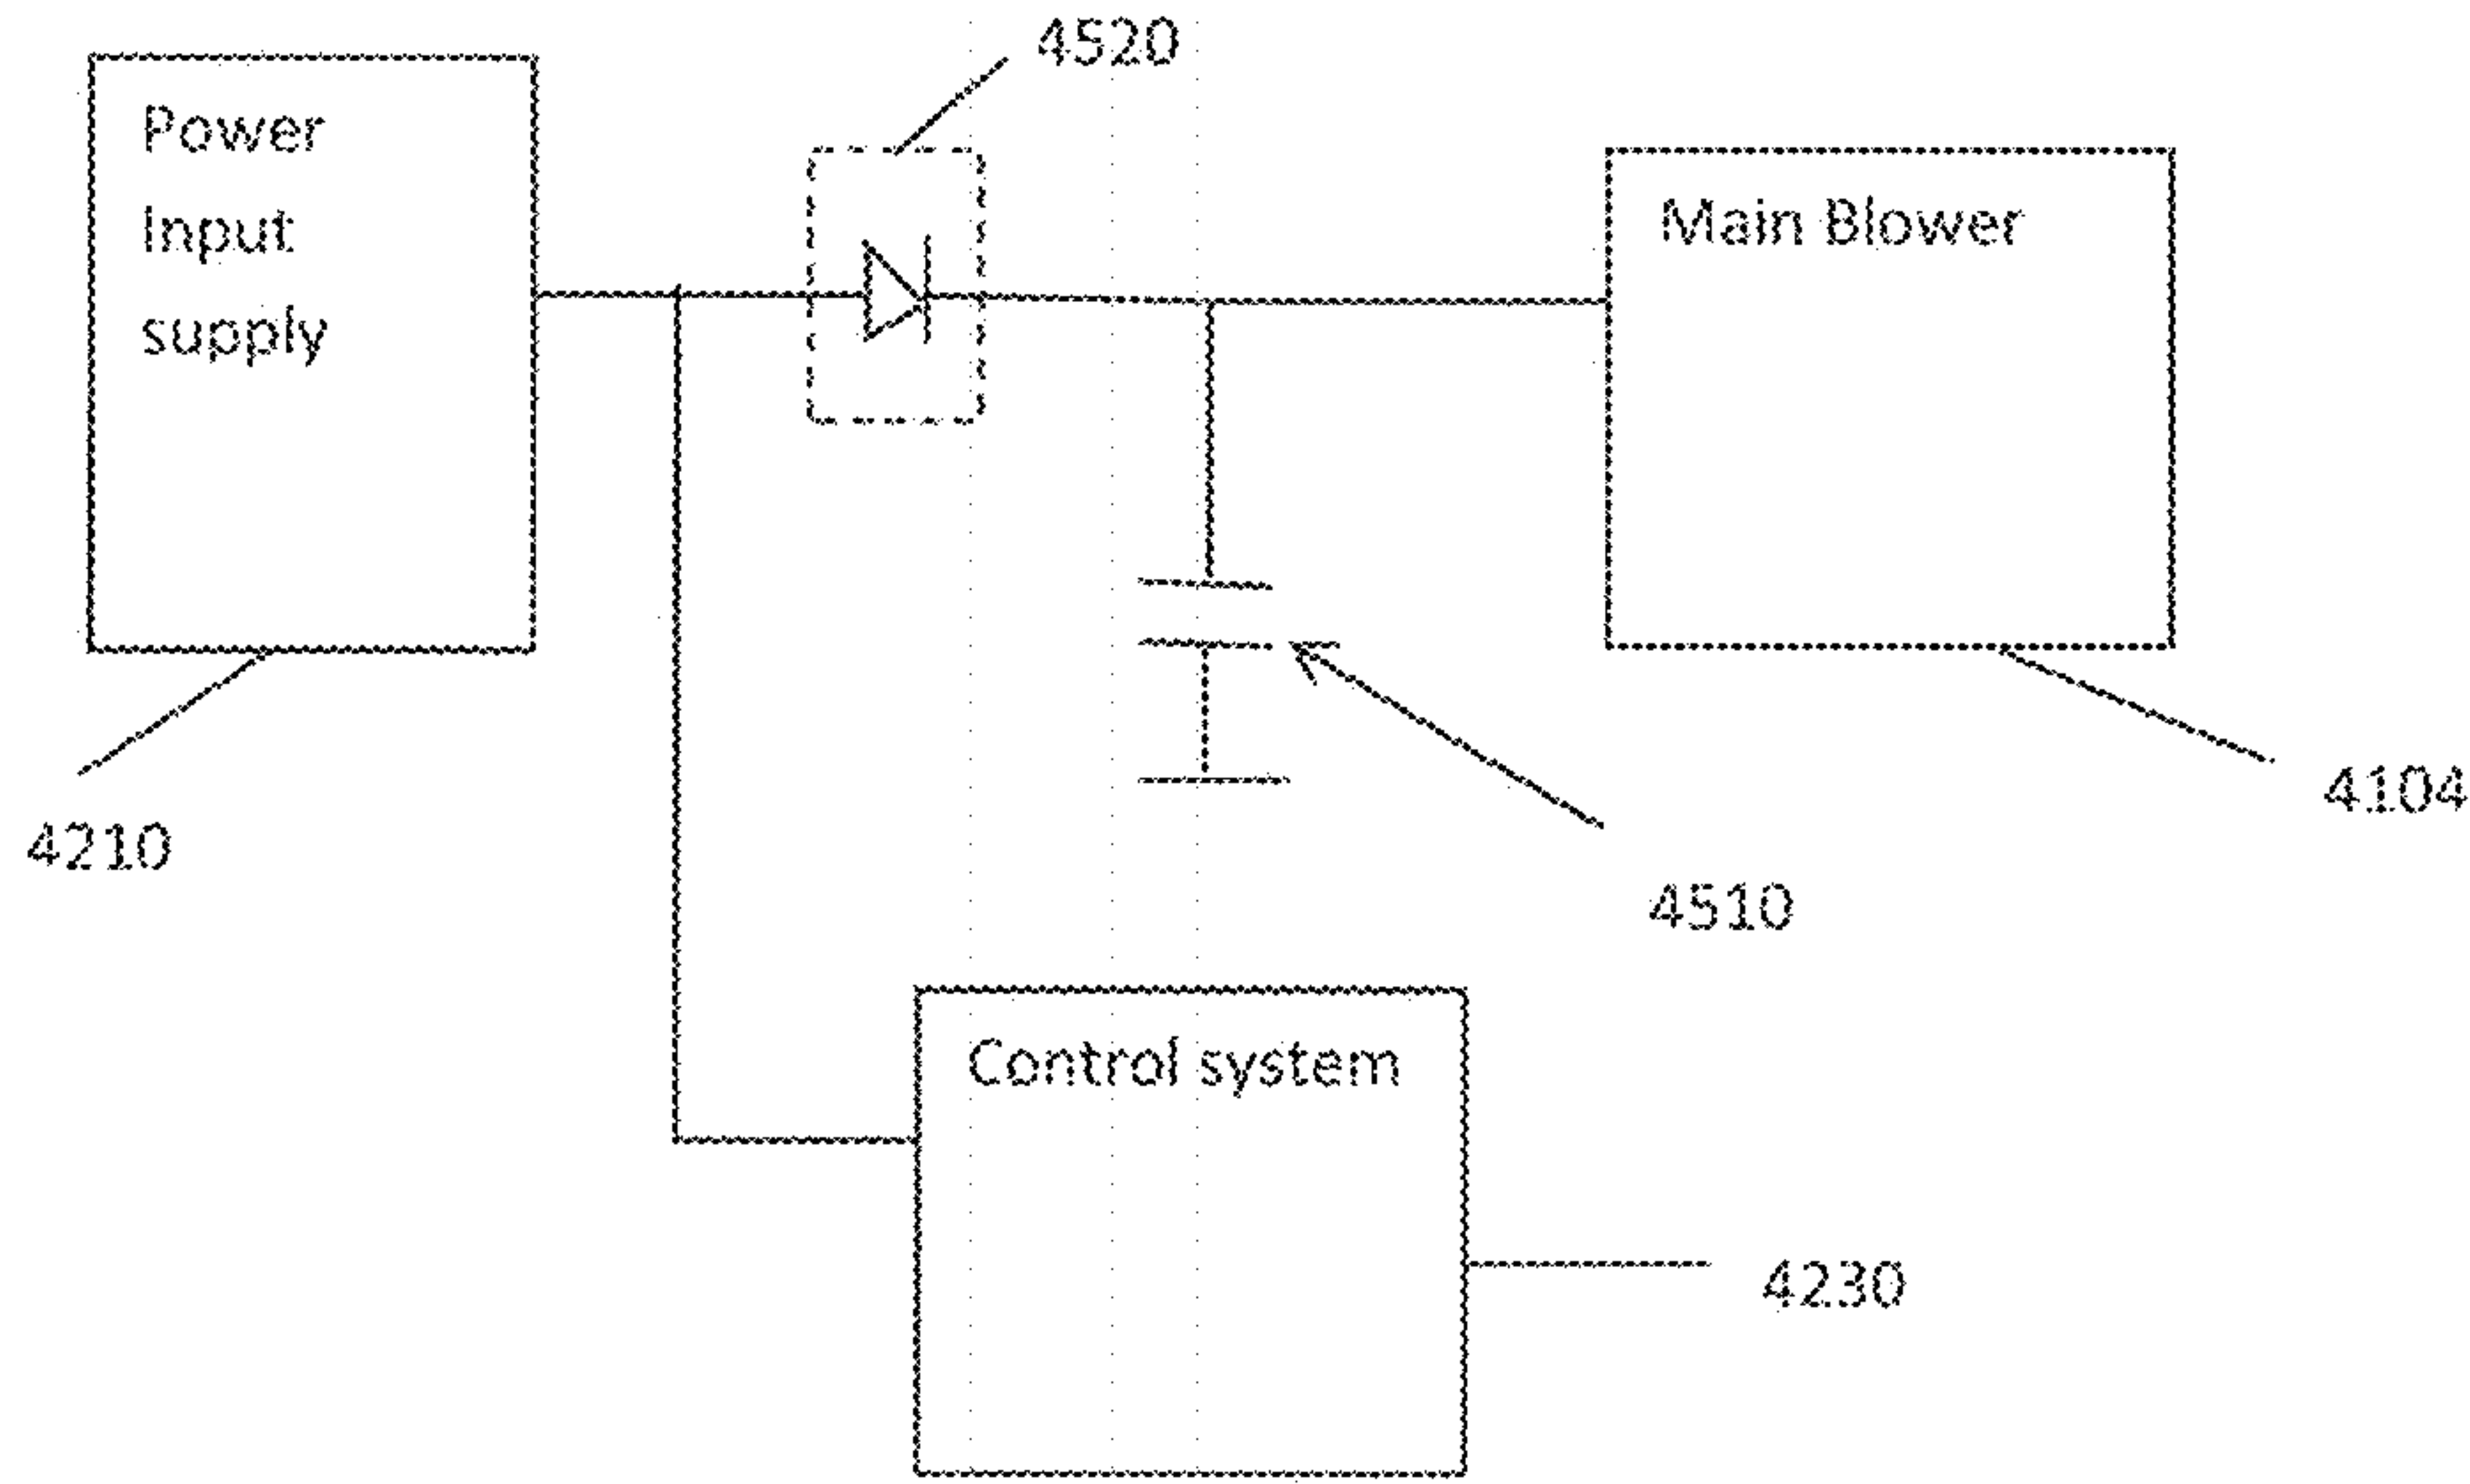 4520
Power
Input
supply
Main Blower
4210
4104
4510
Control system
4230